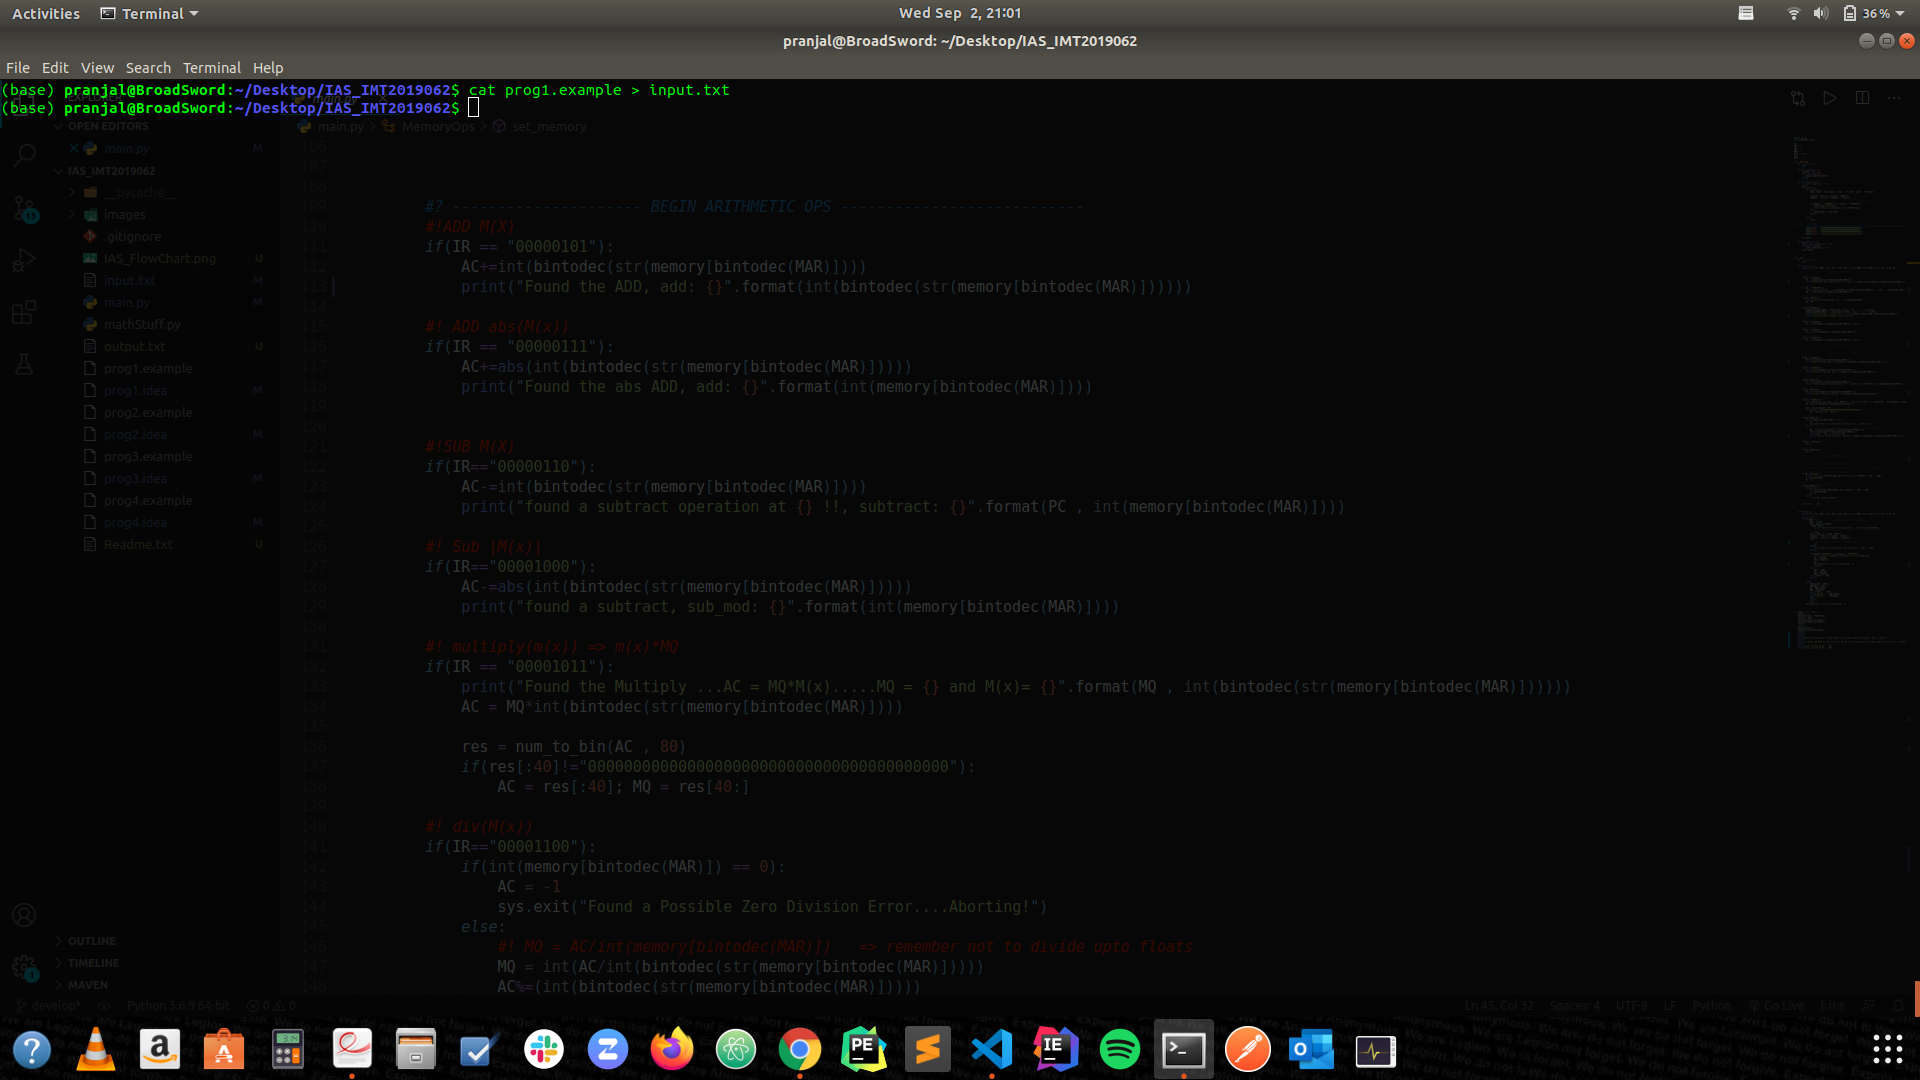 Activities Terminal Wed Sep 2, 21:01 36%
pranjal@BroadSword: ~/Desktop/IAS_IMT2019062
File Edit View Search Terminal Help
(base) pranjal@BroadSword:~/Desktop/IAS_IMT2019062$ cat prog1.example > input.txt
(base) pranjal@BroadSword:~/Desktop/IAS_IMT2019062$
OPEN EDITORS
main.py M
IAS_IMT2019062
__pycache__
images
.gitignore
IAS_FlowChart.png U
input.txt M
main.py M
mathStuff.py
output.txt U
prog1.example
prog1.idea M
prog2.example
prog2.idea M
prog3.example
prog3.idea M
prog4.example
prog4.idea M
Readme.txt U
OUTLINE
TIMELINE
MAVEN
main.py > MemoryOps > set_memory
106
107
108
109 #? --------------------- BEGIN ARITHMETIC OPS ---------------------------
110 #!ADD M(X)
111 if(IR == "00000101"):
112 AC+=int(bintodec(str(memory[bintodec(MAR)])))
113 print("Found the ADD, add: {}".format(int(bintodec(str(memory[bintodec(MAR)])))))
114
115 #! ADD abs(M(x))
116 if(IR == "00000111"):
117 AC+=abs(int(bintodec(str(memory[bintodec(MAR)]))))
118 print("Found the abs ADD, add: {}".format(int(memory[bintodec(MAR)])))
119
120
121 #!SUB M(X)
122 if(IR=="00000110"):
123 AC-=int(bintodec(str(memory[bintodec(MAR)])))
124 print("found a subtract operation at {} !!, subtract: {}".format(PC , int(memory[bintodec(MAR)])))
125
126 #! Sub |M(x)|
127 if(IR=="00001000"):
128 AC-=abs(int(bintodec(str(memory[bintodec(MAR)]))))
129 print("found a subtract, sub_mod: {}".format(int(memory[bintodec(MAR)])))
130
131 #! multiply(m(x)) => m(x)*MQ
132 if(IR == "00001011"):
133 print("Found the Multiply ...AC = MQ*M(x).....MQ = {} and M(x)= {}".format(MQ , int(bintodec(str(memory[bintodec(MAR)])))))
134 AC = MQ*int(bintodec(str(memory[bintodec(MAR)])))
135
136 res = num_to_bin(AC , 80)
137 if(res[:40]!="0000000000000000000000000000000000000000"):
138 AC = res[:40]; MQ = res[40:]
139
140 #! div(M(x))
141 if(IR=="00001100"):
142 if(int(memory[bintodec(MAR)]) == 0):
143 AC = -1
144 sys.exit("Found a Possible Zero Division Error....Aborting!")
145 else:
146 #! MQ = AC/int(memory[bintodec(MAR)]) => remember not to divide upto floats
147 MQ = int(AC/int(bintodec(str(memory[bintodec(MAR)]))))
148 AC%=(int(bintodec(str(memory[bintodec(MAR)]))))
develop* Python 3.6.9 64-bit 0 0 Ln 45, Col 32 Spaces: 4 UTF-8 LF Python Go Live